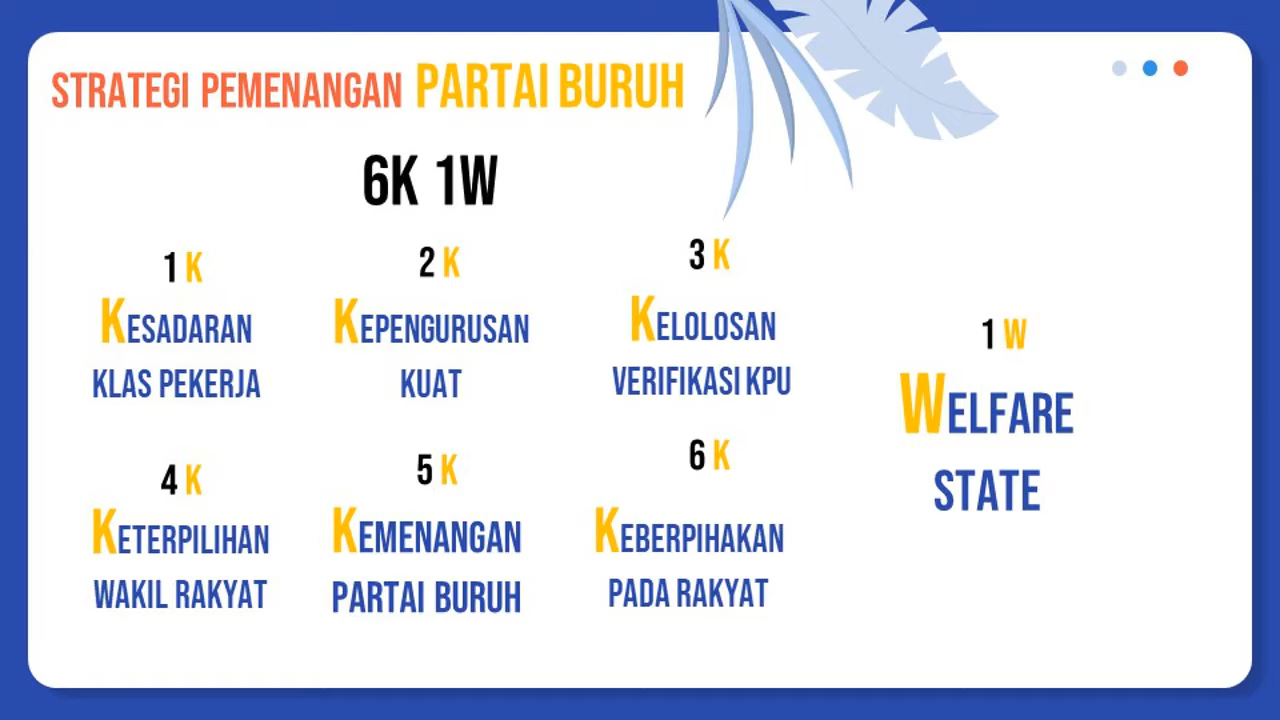 STRATEGI PEMENANGAN PARTAI BURUH
6K 1W
1 K
KESADARAN
KLAS PEKERJA
2 K
KEPENGURUSAN
KUAT
3 K
KELOLOSAN
VERIFIKASI KPU
4 K
KETERPILIHAN
WAKIL RAKYAT
5 K
KEMENANGAN
PARTAI BURUH
6 K
KEBERPIHAKAN
PADA RAKYAT
1 W
WELFARE
STATE